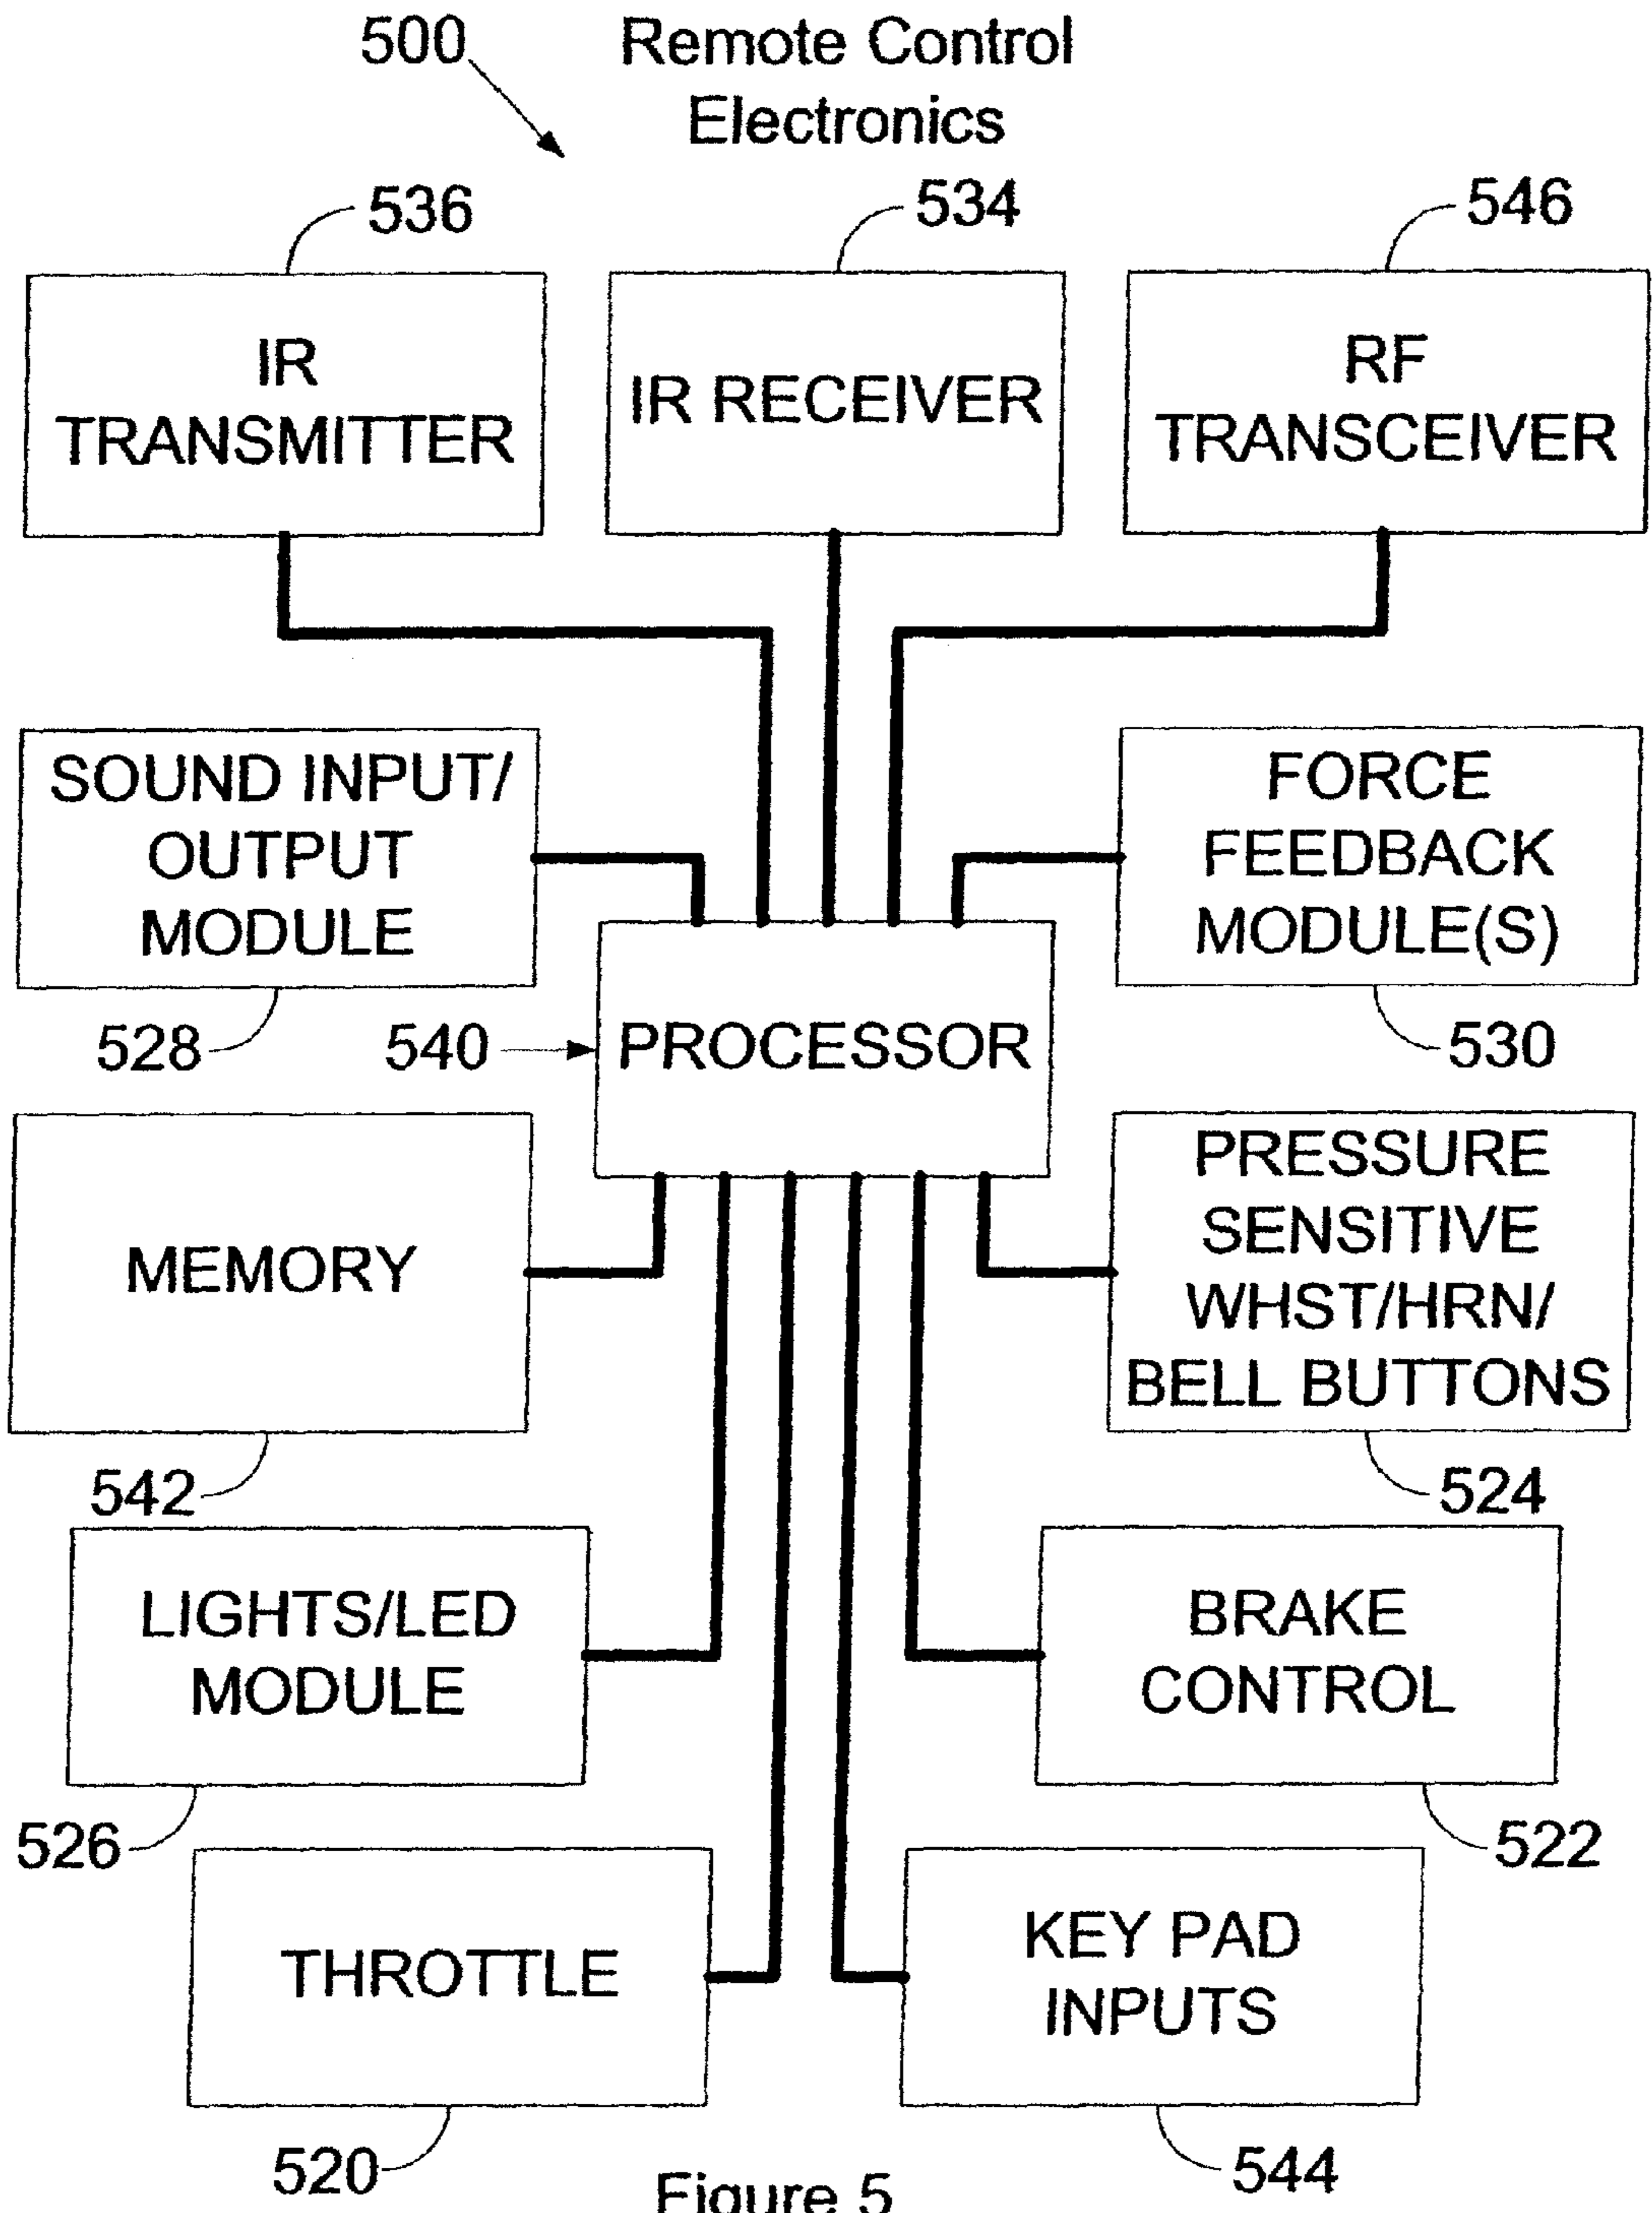 500
Remote Control
Electronics
536
534
546
IR
TRANSMITTER
IR RECEIVER
RF
TRANSCEIVER
SOUND INPUT/
OUTPUT
MODULE
FORCE
FEEDBACK
MODULE(S)
528
540
PROCESSOR
530
MEMORY
PRESSURE
SENSITIVE
WHST/HRN/
BELL BUTTONS
542
524
LIGHTS/LED
MODULE
BRAKE
CONTROL
526
522
THROTTLE
KEY PAD
INPUTS
520
544
Figure 5